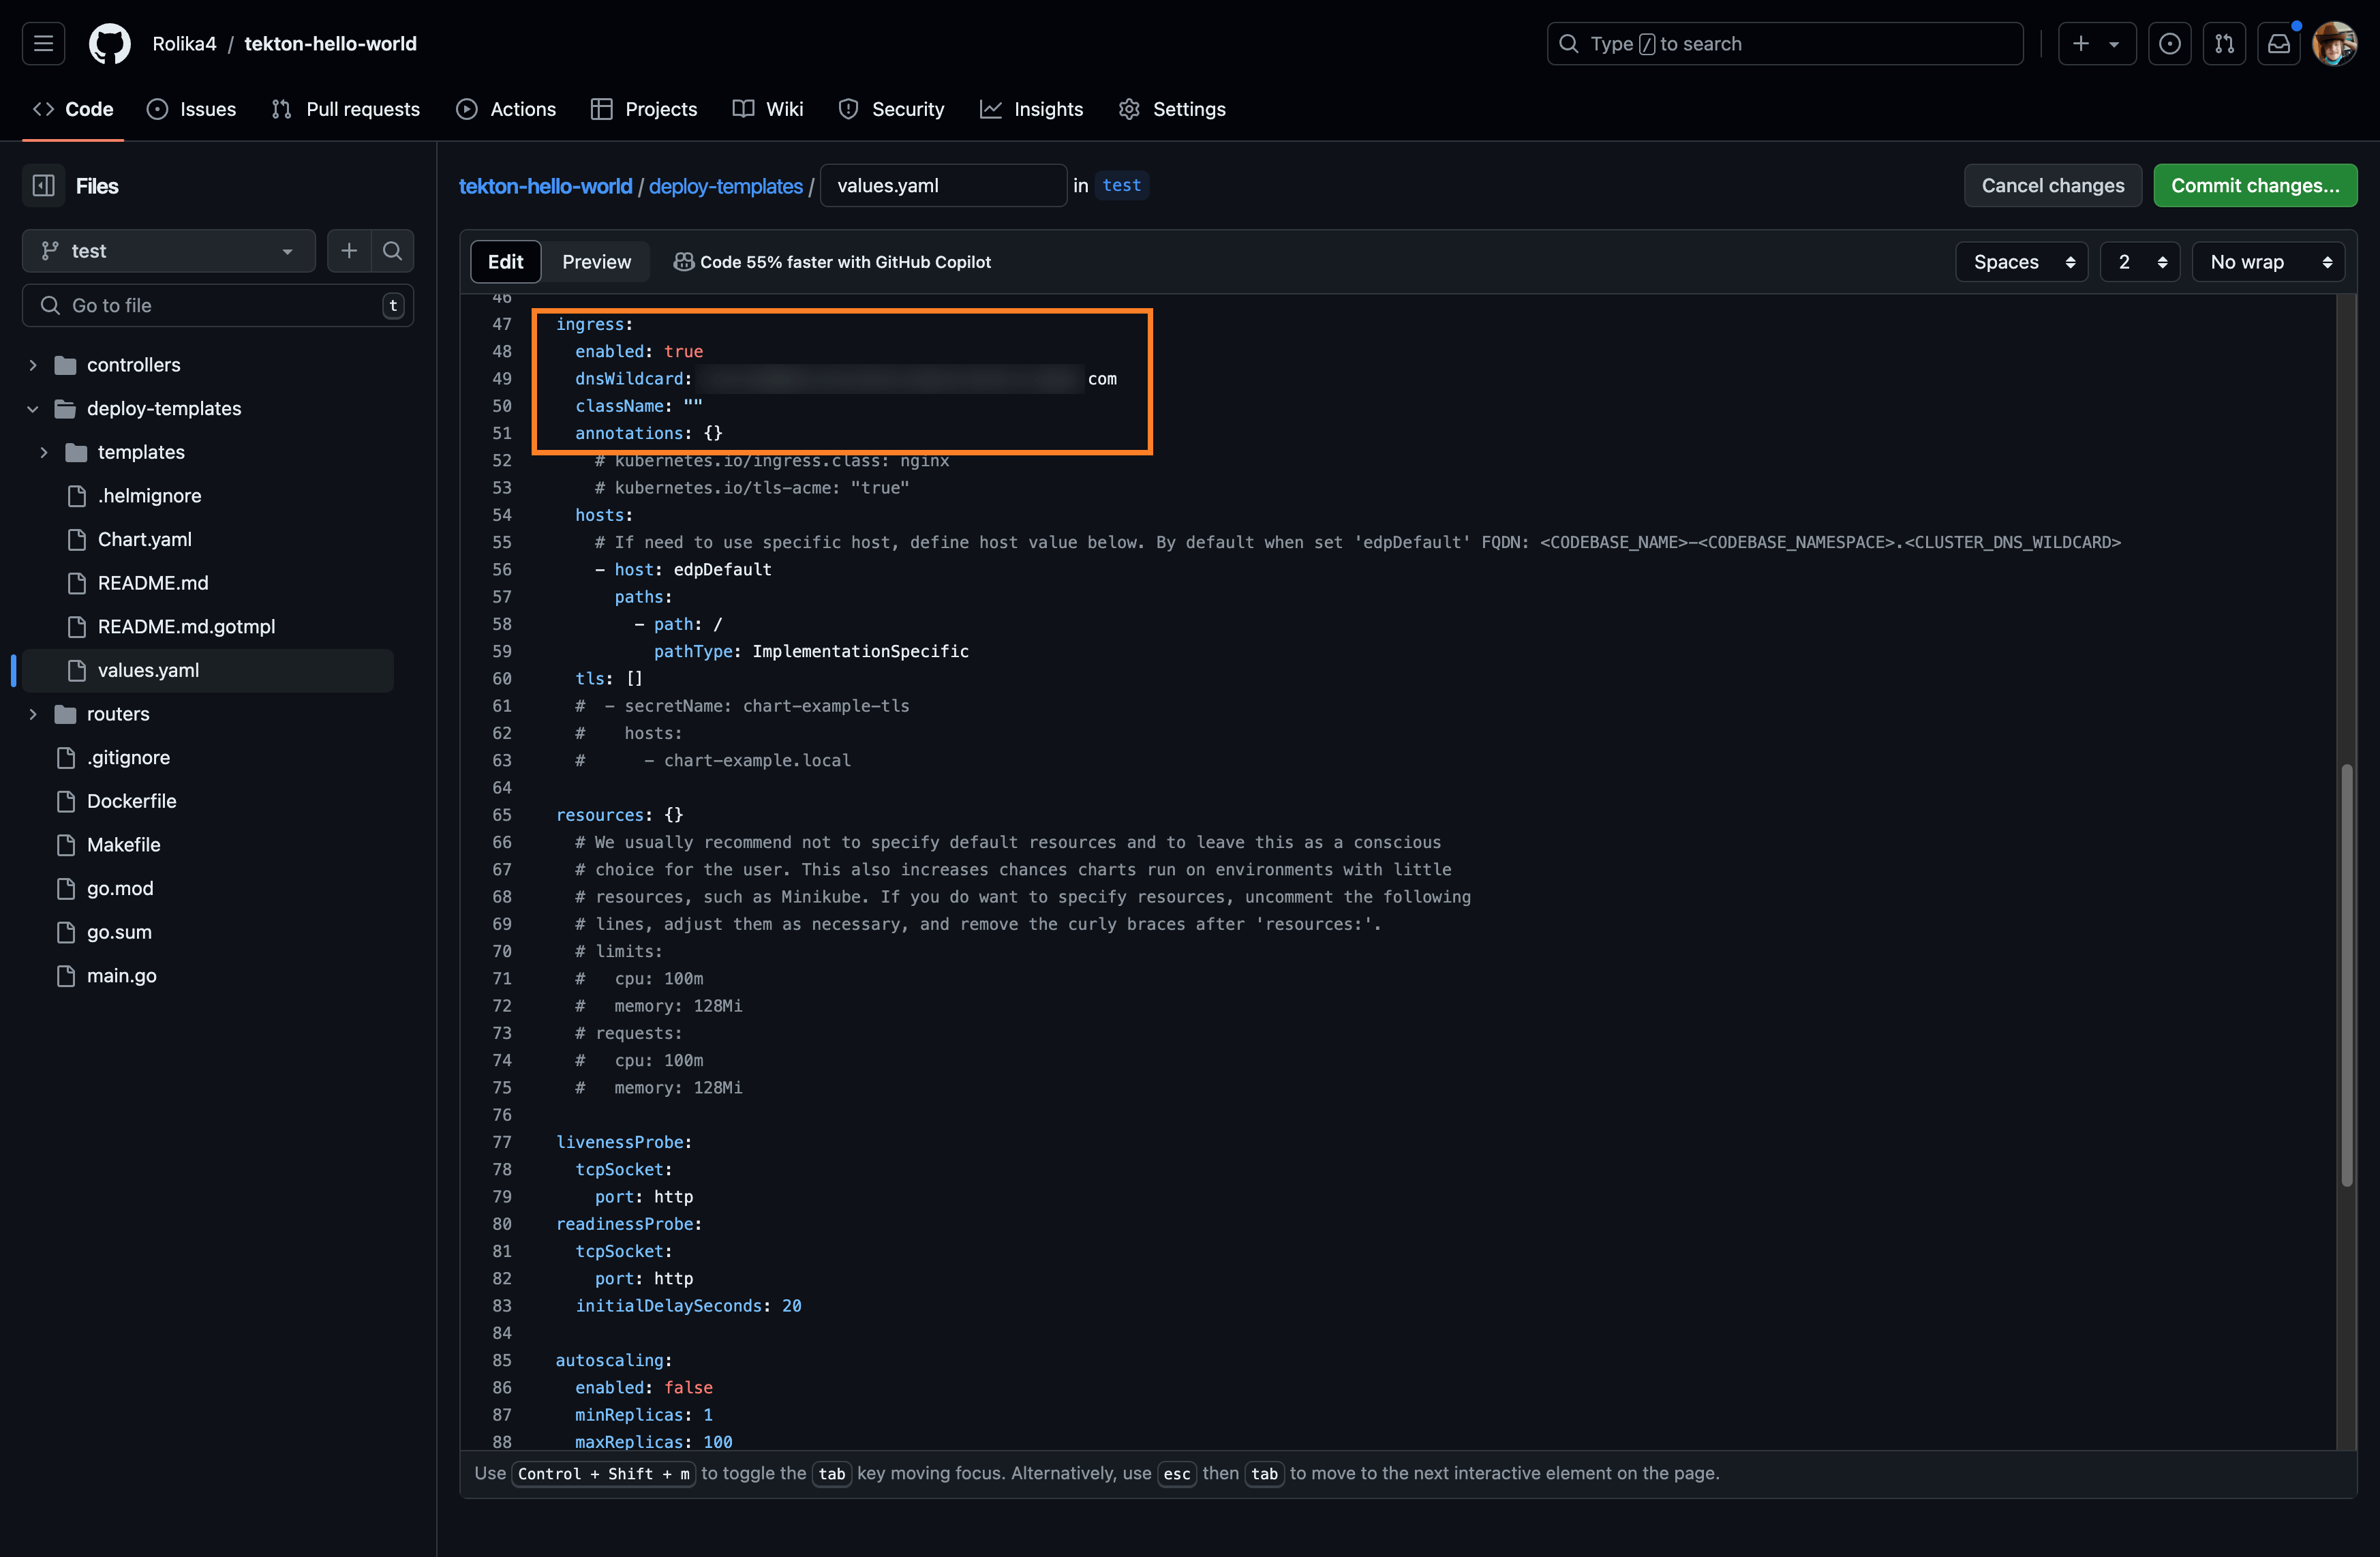 Rolika4 / tekton-hello-world
Type / to search
Code
Issues
Pull requests
Actions
Projects
Wiki
Security
Insights
Settings
Files
test
Go to file
t
controllers
deploy-templates
templates
.helmignore
Chart.yaml
README.md
README.md.gotmpl
values.yaml
routers
.gitignore
Dockerfile
Makefile
go.mod
go.sum
main.go
tekton-hello-world / deploy-templates / values.yaml in test
Cancel changes
Commit changes...
Edit
Preview
Code 55% faster with GitHub Copilot
Spaces
2
No wrap
46
47 ingress:
48   enabled: true
49   dnsWildcard: com
50   className: ""
51   annotations: {}
52     # kubernetes.io/ingress.class: nginx
53     # kubernetes.io/tls-acme: "true"
54   hosts:
55     # If need to use specific host, define host value below. By default when set 'edpDefault' FQDN: <CODEBASE_NAME>-<CODEBASE_NAMESPACE>.<CLUSTER_DNS_WILDCARD>
56     - host: edpDefault
57       paths:
58         - path: /
59           pathType: ImplementationSpecific
60   tls: []
61   #  - secretName: chart-example-tls
62   #    hosts:
63   #      - chart-example.local
64
65 resources: {}
66   # We usually recommend not to specify default resources and to leave this as a conscious
67   # choice for the user. This also increases chances charts run on environments with little
68   # resources, such as Minikube. If you do want to specify resources, uncomment the following
69   # lines, adjust them as necessary, and remove the curly braces after 'resources:'.
70   # limits:
71   #   cpu: 100m
72   #   memory: 128Mi
73   # requests:
74   #   cpu: 100m
75   #   memory: 128Mi
76
77 livenessProbe:
78   tcpSocket:
79     port: http
80 readinessProbe:
81   tcpSocket:
82     port: http
83   initialDelaySeconds: 20
84
85 autoscaling:
86   enabled: false
87   minReplicas: 1
88   maxReplicas: 100
Use Control + Shift + m to toggle the tab key moving focus. Alternatively, use esc then tab to move to the next interactive element on the page.